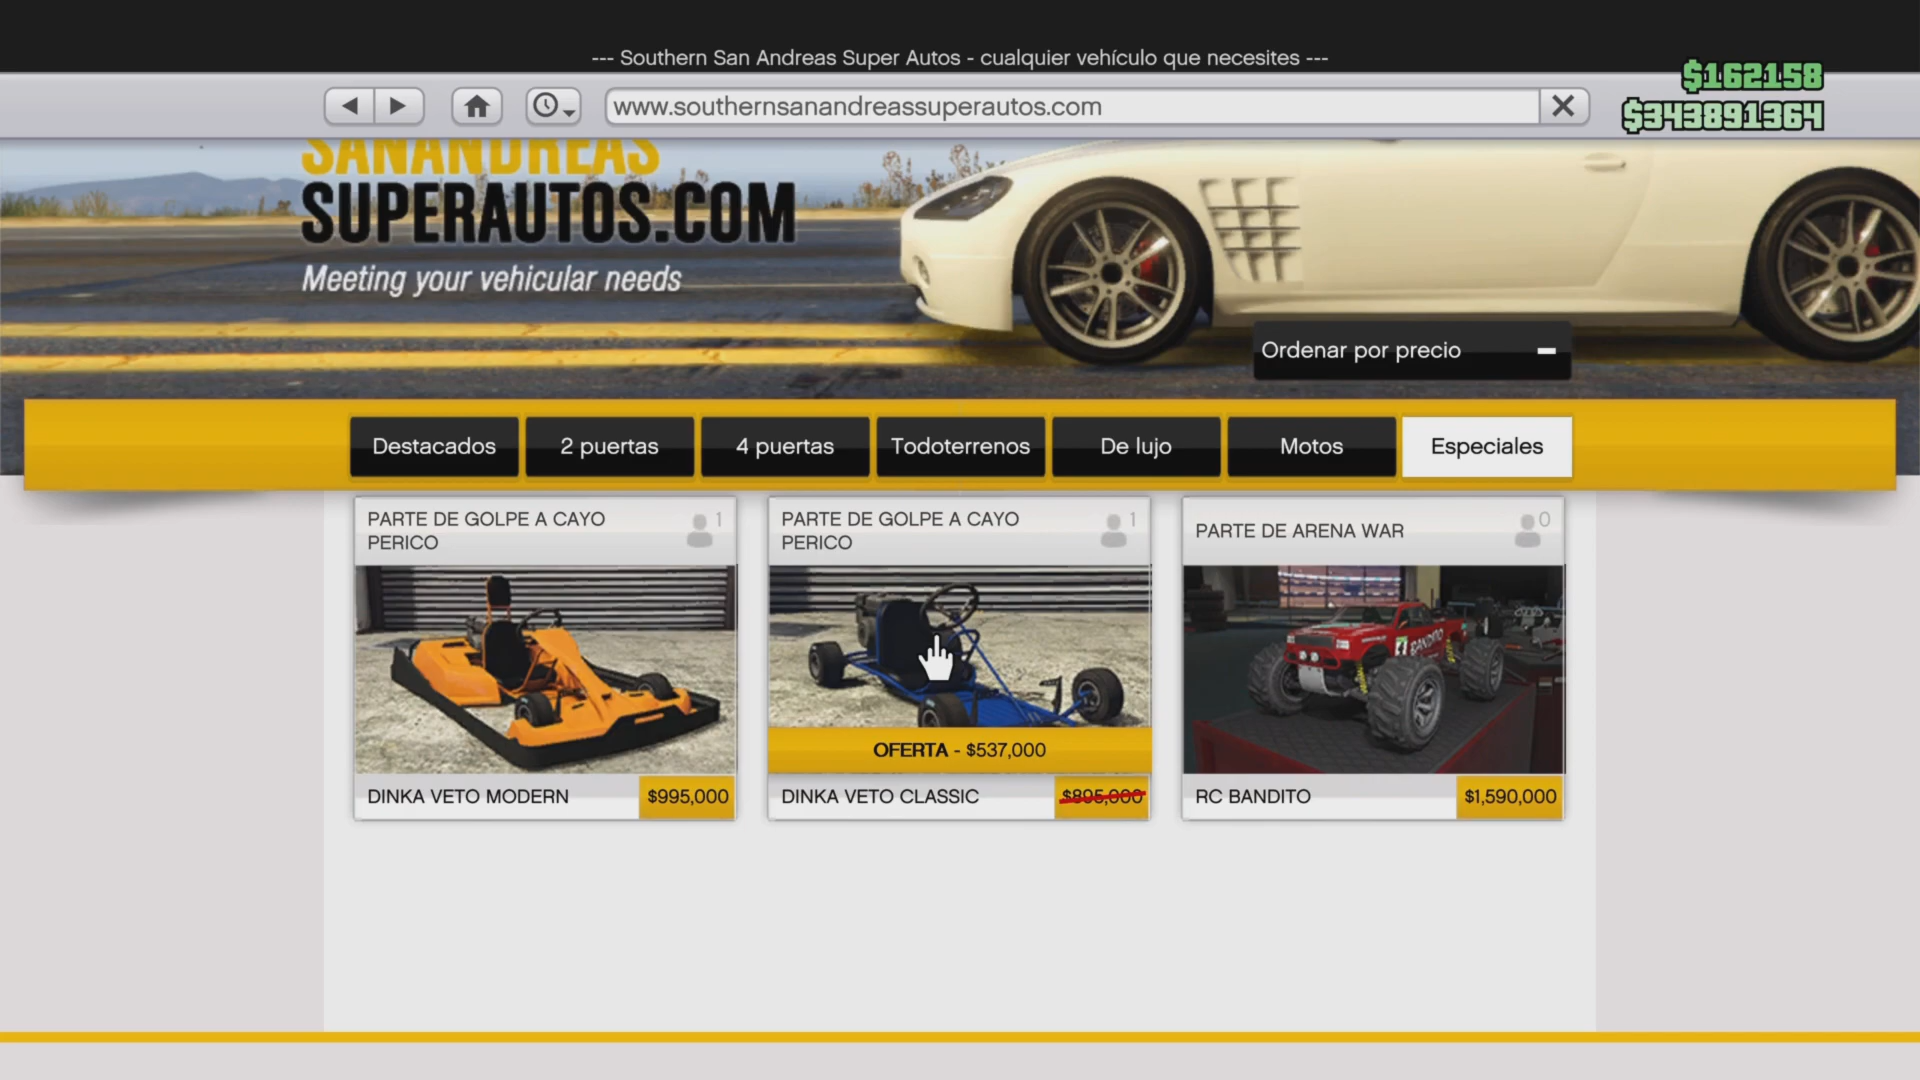 --- Southern San Andreas Super Autos - cualquier vehículo que necesites ---
$162158
www.southernsanandreassuperautos.com
$343891364
SANANDREAS
SUPERAUTOS.COM
Meeting your vehicular needs
Ordenar por precio
Destacados
2 puertas
4 puertas
Todoterrenos
De lujo
Motos
Especiales
PARTE DE GOLPE A CAYO
PERICO
1
PARTE DE GOLPE A CAYO
PERICO
1
PARTE DE ARENA WAR
0
BANDITO
OFERTA - $537,000
DINKA VETO MODERN
$995,000
DINKA VETO CLASSIC
$895,000
RC BANDITO
$1,590,000